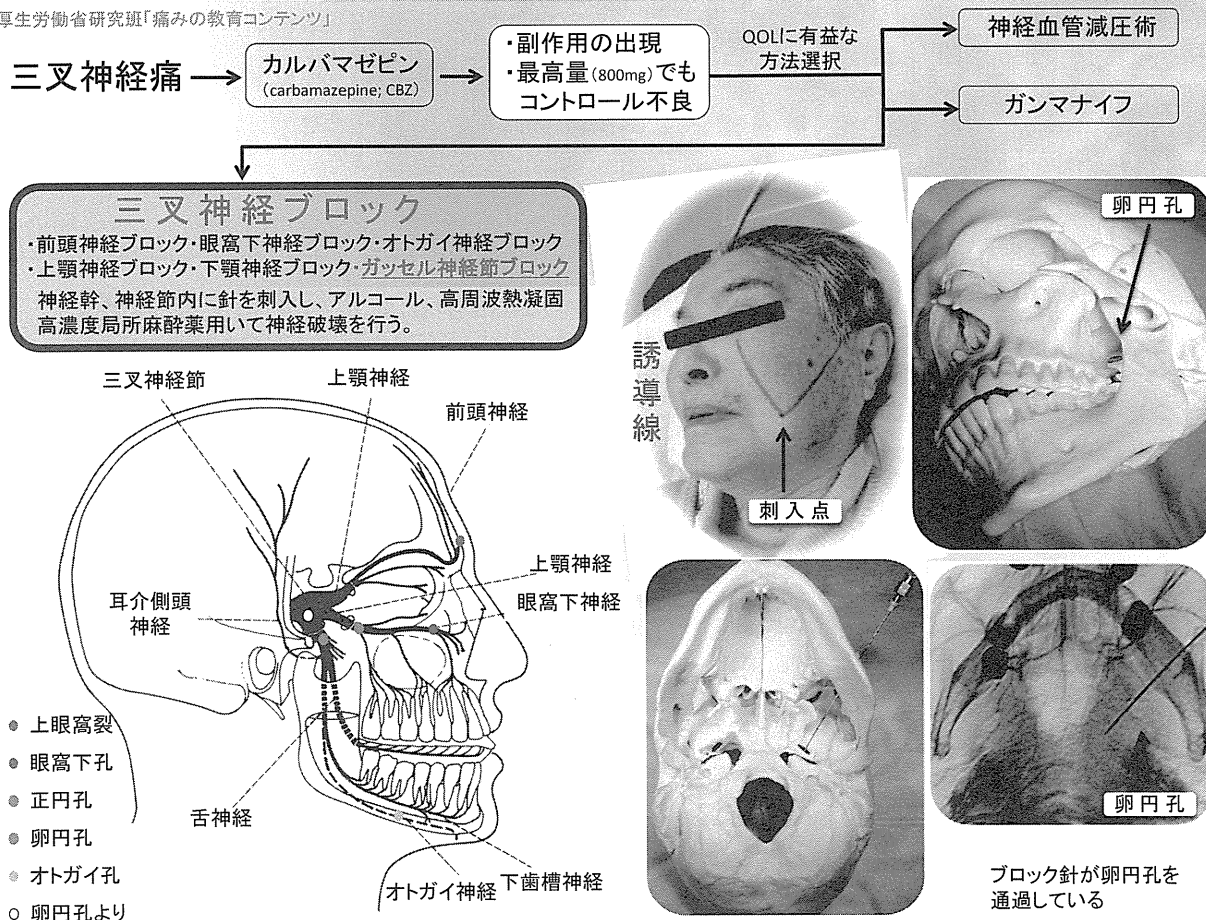 厚生労働省研究班「痛みの教育コンテンツ」
三叉神経痛
カルバマゼピン
(carbamazepine; CBZ)
・副作用の出現
・最高量(800mg)でも
コントロール不良
QOLに有益な
方法選択
神経血管減圧術
ガンマナイフ
三叉神経ブロック
・前頭神経ブロック・眼窩下神経ブロック・オトガイ神経ブロック
・上顎神経ブロック・下顎神経ブロック・ガッセル神経節ブロック
神経幹、神経節内に針を刺入し、アルコール、高周波熱凝固
高濃度局所麻酔薬用いて神経破壊を行う。
三叉神経節
上顎神経
前頭神経
上顎神経
眼窩下神経
耳介側頭
神経
舌神経
オトガイ神経
下歯槽神経
上眼窩裂
眼窩下孔
正円孔
卵円孔
オトガイ孔
卵円孔より
誘導線
刺入点
卵円孔
卵円孔
ブロック針が卵円孔を
通過している